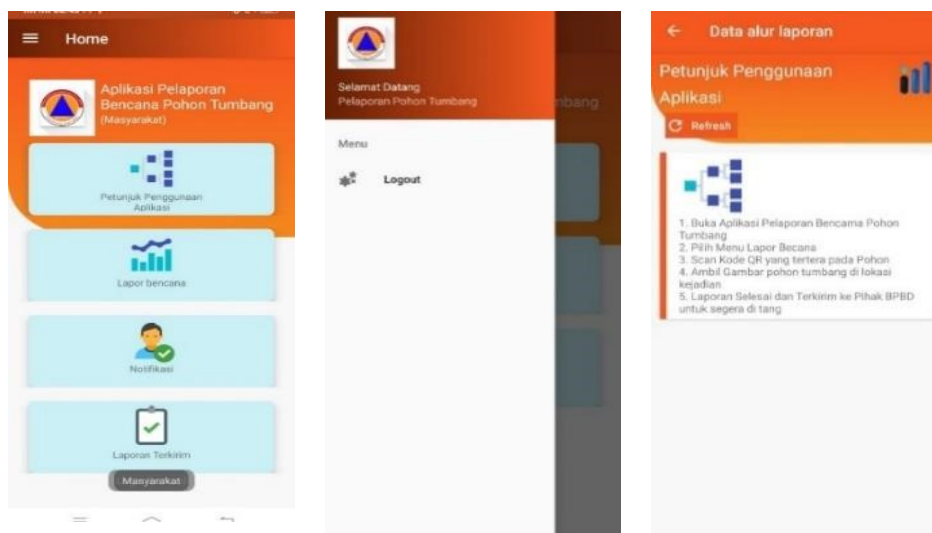 Home
Aplikasi Pelaporan
Bencana Pohon Tumbang
(Masyarakat)
Petunjuk Penggunaan
Aplikasi
Lapor bencana
Notifikasi
Laporan Terkirim
Masyarakat
Selamat Datang
Pelaporan Pohon Tumbang
mbang
Menu
Logout
Data alur laporan
Petunjuk Penggunaan
Aplikasi
Refresh
1. Buka Aplikasi Pelaporan Bencama Pohon
Tumbang
2. Pilih Menu Lapor Becana
3. Scan Kode QR yang tertera pada Pohon
4. Ambil Gambar pohon tumbang di lokasi
kejadian
5. Laporan Selesai dan Terkirim ke Pihak BPBD
untuk segera di tang